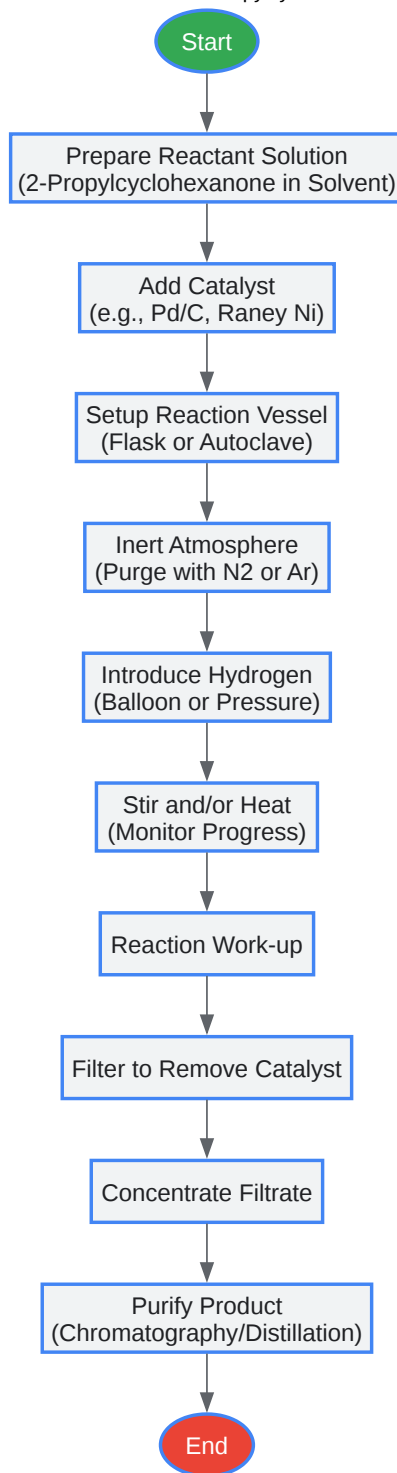 Start
Prepare Reactant Solution
(2-Propylcyclohexanone in Solvent)
Add Catalyst
(e.g., Pd/C, Raney Ni)
Setup Reaction Vessel
(Flask or Autoclave)
Inert Atmosphere
(Purge with N2 or Ar)
Introduce Hydrogen
(Balloon or Pressure)
Stir and/or Heat
(Monitor Progress)
Reaction Work-up
Filter to Remove Catalyst
Concentrate Filtrate
Purify Product
(Chromatography/Distillation)
End